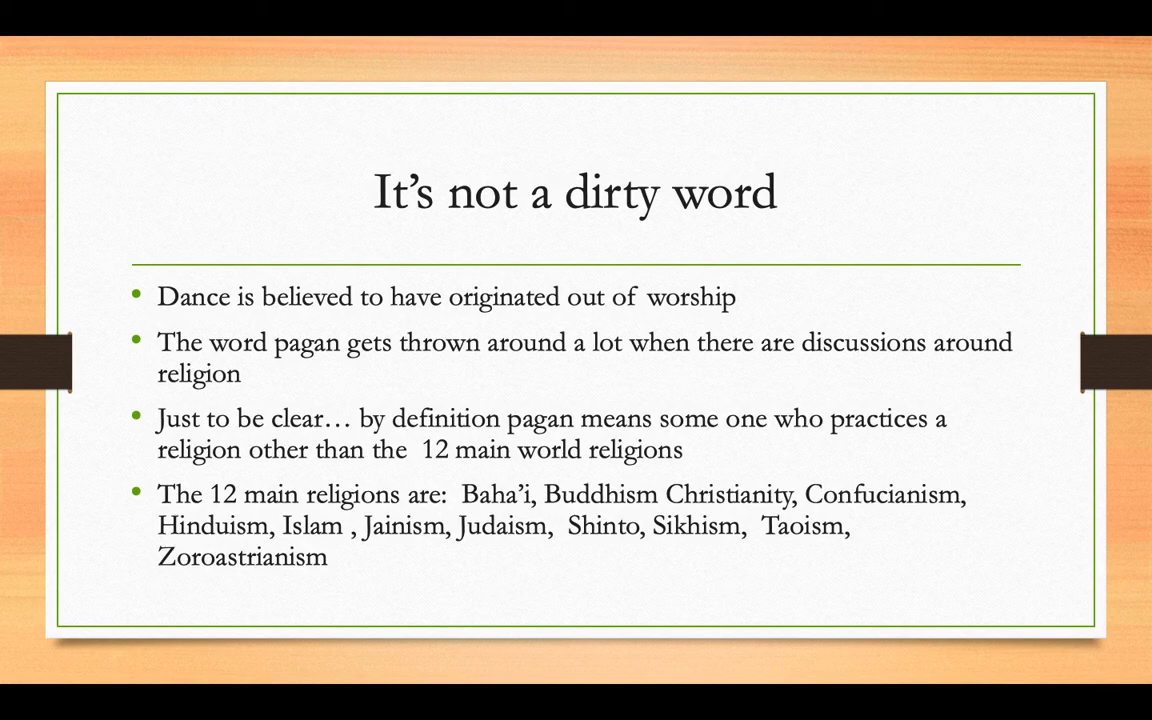 It’s not a dirty word
• Dance is believed to have originated out of worship
• The word pagan gets thrown around a lot when there are discussions around
religion
• Just to be clear… by definition pagan means some one who practices a
religion other than the  12 main world religions
• The 12 main religions are:  Baha’i, Buddhism Christianity, Confucianism,
Hinduism, Islam , Jainism, Judaism,  Shinto, Sikhism,  Taoism,
Zoroastrianism